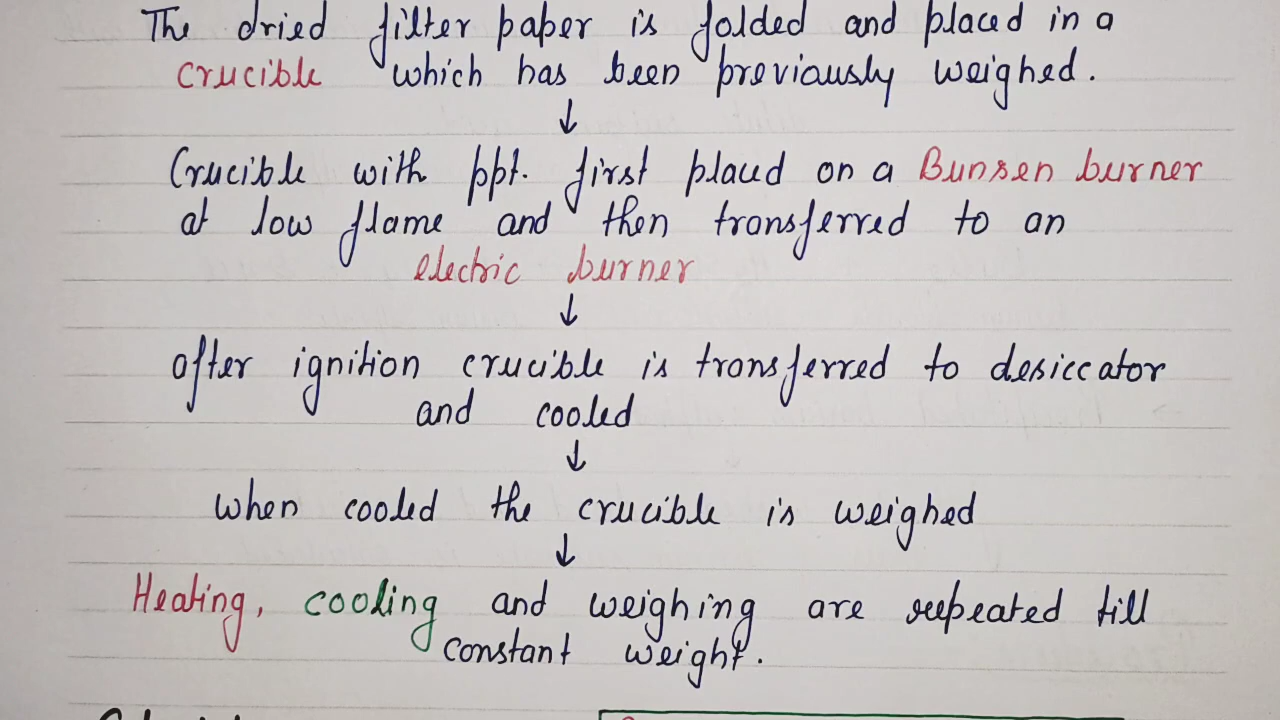 The dried filter paper is folded and placed in a
crucible which has been previously weighed.
↓
Crucible with ppt. first placed on a Bunsen burner
at low flame and then transferred to an
electric burner
↓
after ignition crucible is transferred to desiccator
and cooled
↓
when cooled the crucible is weighed
↓
Heating, cooling and weighing are repeated till
constant weight.